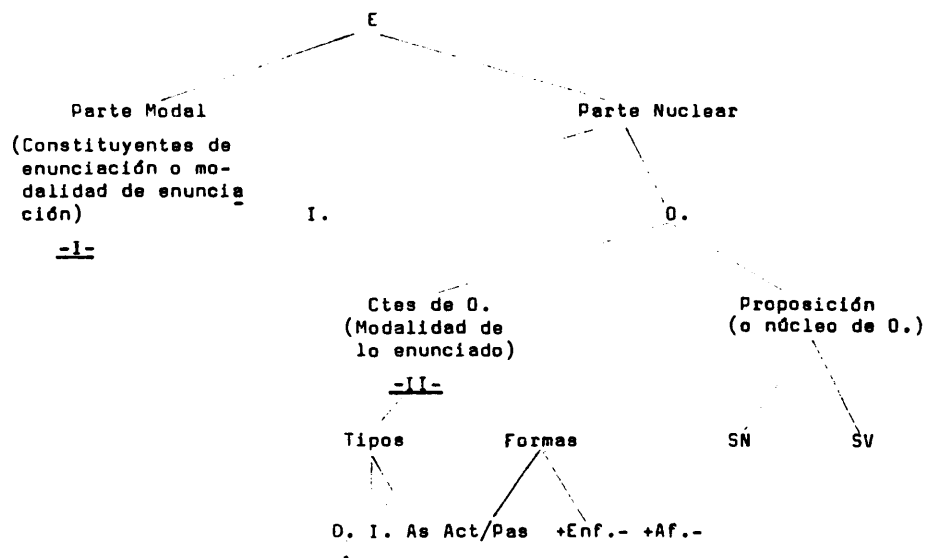 E
Parte Modal Parte Nuclear
(Constituyentes de
enunciación o mo-
dalidad de enuncia
ción)
I. O.
-I-
Ctes de O. Proposición
(Modalidad de (o núcleo de O.)
lo enunciado)
-II-
Tipos Formas SN SV
D. I. As Act/Pas +Enf.- +Af.-